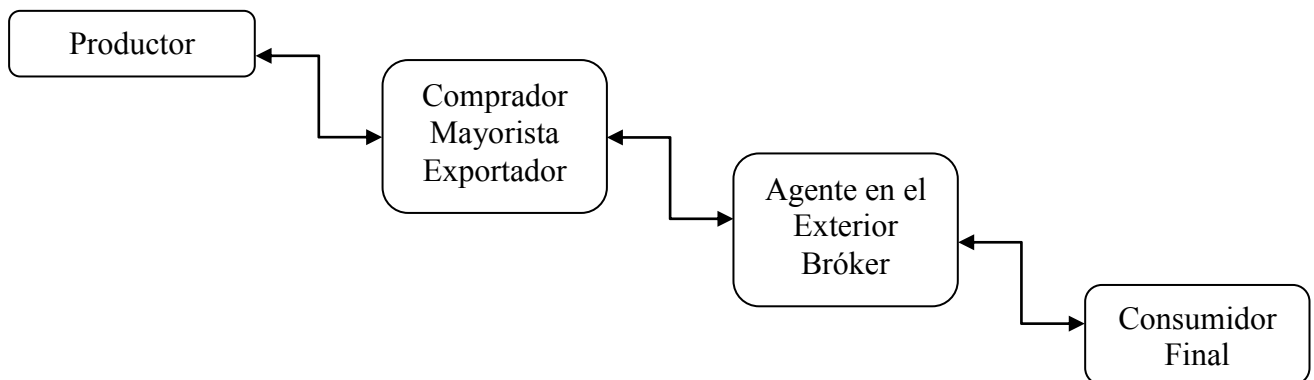 Productor
Comprador
Mayorista
Exportador
Agente en el
Exterior
Bróker
Consumidor
Final